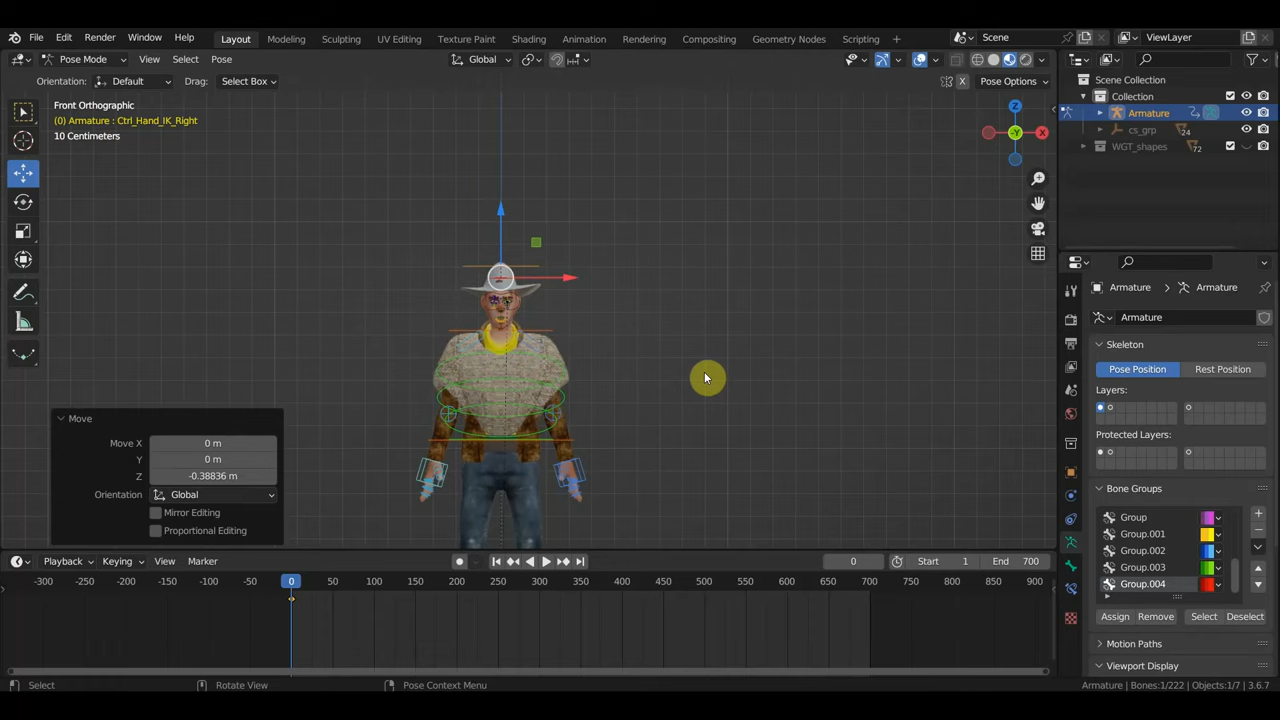 File Edit Render Window Help Layout Modeling Sculpting UV Editing Texture Paint Shading Animation Rendering Compositing Geometry Nodes Scripting + Scene ViewLayer
Pose Mode View Select Pose Global
Orientation: Default Drag: Select Box X Pose Options
Front Orthographic
(0) Armature : Ctrl_Hand_IK_Right
10 Centimeters
Z
X
-Y
Scene Collection
Collection
Armature
cs_grp 24
WGT_shapes 72
Armature > Armature
Armature
Skeleton
Pose Position Rest Position
Layers:
Protected Layers:
Bone Groups
Group
Group.001
Group.002
Group.003
Group.004
Assign Remove Select Deselect
Motion Paths
Viewport Display
Move
Move X 0 m
Y 0 m
Z -0.38836 m
Orientation Global
Mirror Editing
Proportional Editing
Playback Keying View Marker 0 Start 1 End 700
-300 -250 -200 -150 -100 -50 0 50 100 150 200 250 300 350 400 450 500 550 600 650 700 750 800 850 900
Select Rotate View Pose Context Menu Armature | Bones:1/222 | Objects:1/7 | 3.6.7